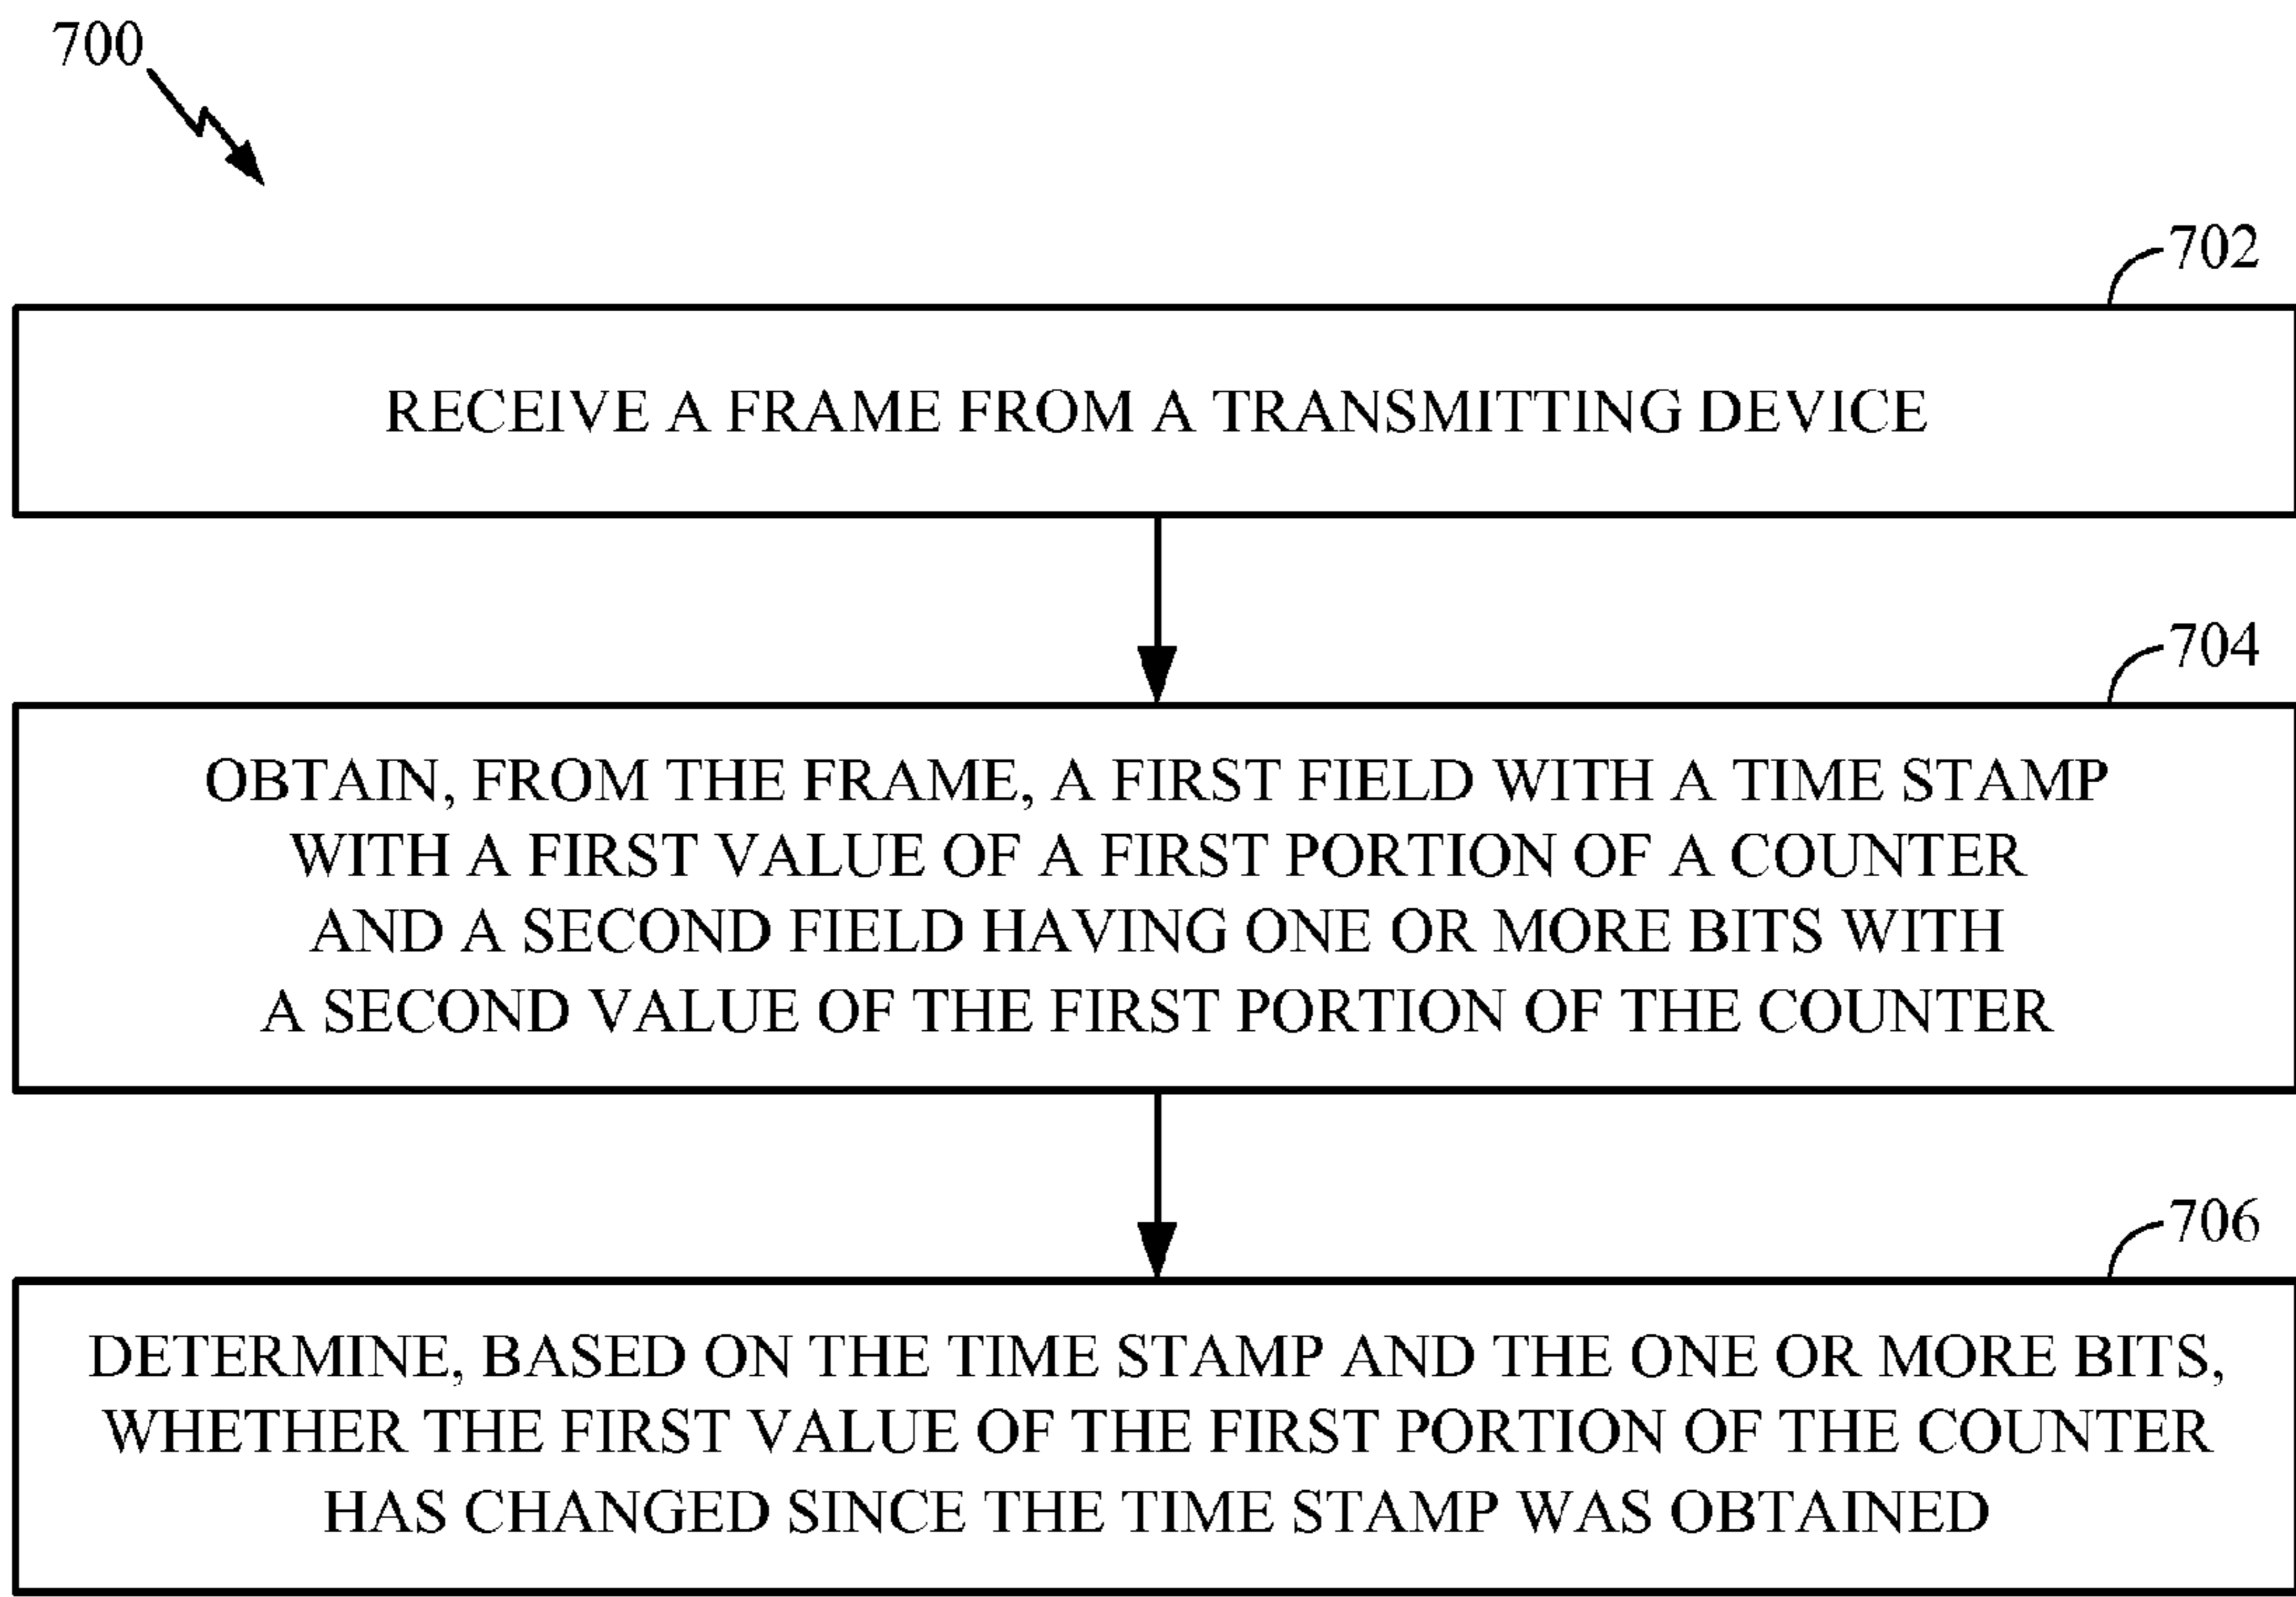 700
702
RECEIVE A FRAME FROM A TRANSMITTING DEVICE
704
OBTAIN, FROM THE FRAME, A FIRST FIELD WITH A TIME STAMP
WITH A FIRST VALUE OF A FIRST PORTION OF A COUNTER
AND A SECOND FIELD HAVING ONE OR MORE BITS WITH
A SECOND VALUE OF THE FIRST PORTION OF THE COUNTER
706
DETERMINE, BASED ON THE TIME STAMP AND THE ONE OR MORE BITS,
WHETHER THE FIRST VALUE OF THE FIRST PORTION OF THE COUNTER
HAS CHANGED SINCE THE TIME STAMP WAS OBTAINED